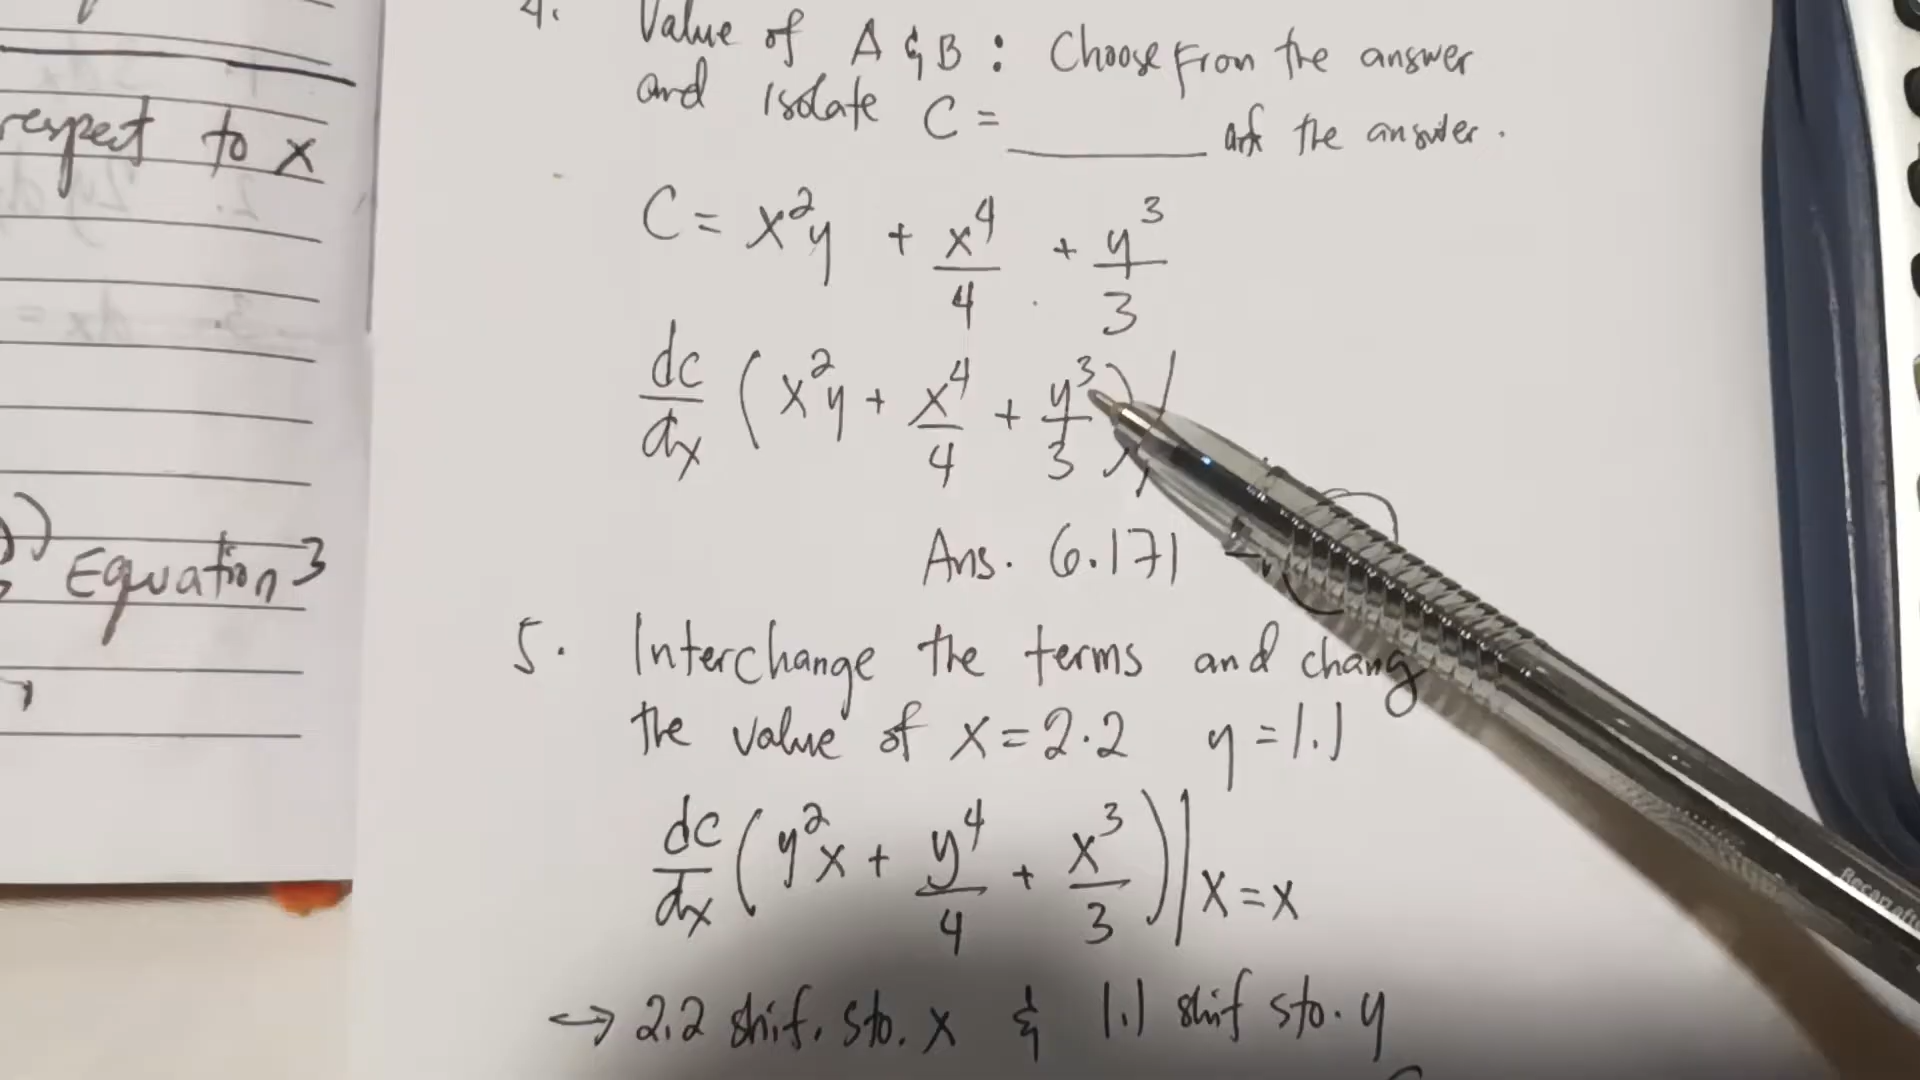 respect to x
Equation 3
4. Value of A & B : Choose from the answer
and isolate C = ________ of the answer.
C = x²y + x⁴/4 + y³/3
dc/dx (x²y + x⁴/4 + y³/3)|
Ans. 6.171
5. Interchange the terms and chang
the value of x = 2.2 y = 1.1
dc/dx (y²x + y⁴/4 + x³/3)|x=x
↔ 2.2 shif. sto. x & 1.1 shif sto. y